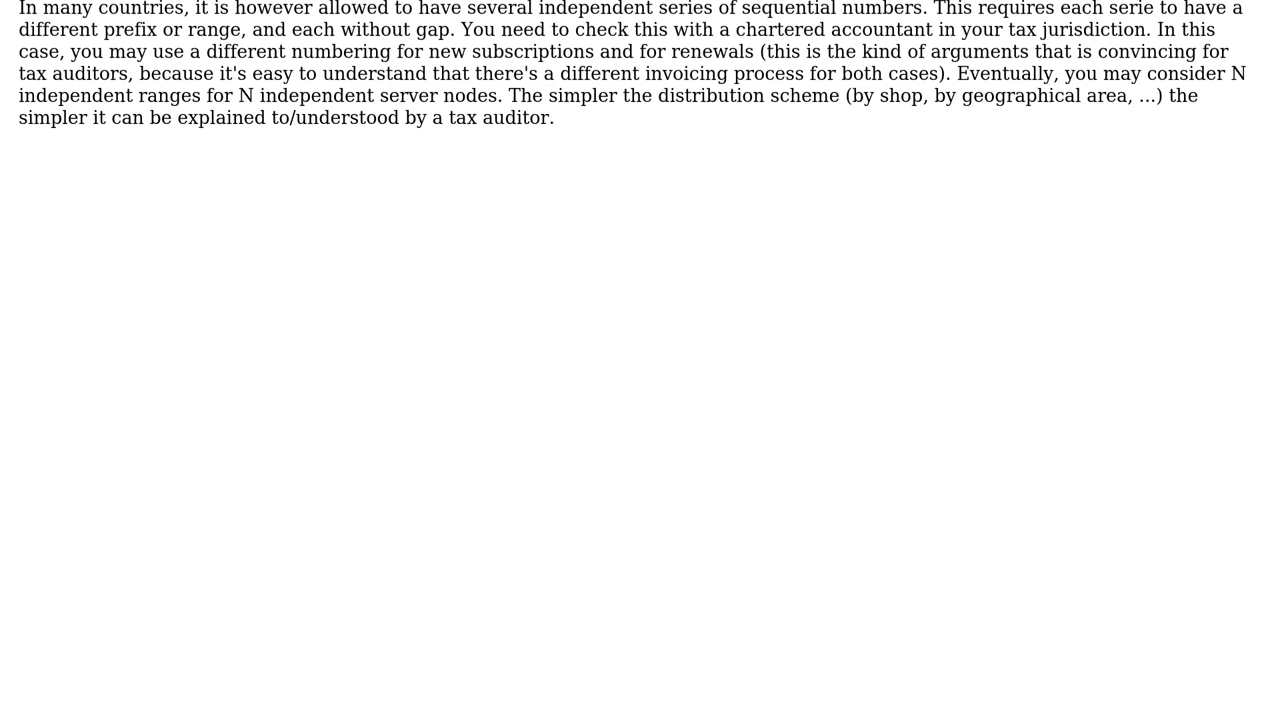 In many countries, it is however allowed to have several independent series of sequential numbers. This requires each serie to have a
different prefix or range, and each without gap. You need to check this with a chartered accountant in your tax jurisdiction. In this
case, you may use a different numbering for new subscriptions and for renewals (this is the kind of arguments that is convincing for
tax auditors, because it's easy to understand that there's a different invoicing process for both cases). Eventually, you may consider N
independent ranges for N independent server nodes. The simpler the distribution scheme (by shop, by geographical area, ...) the
simpler it can be explained to/understood by a tax auditor.